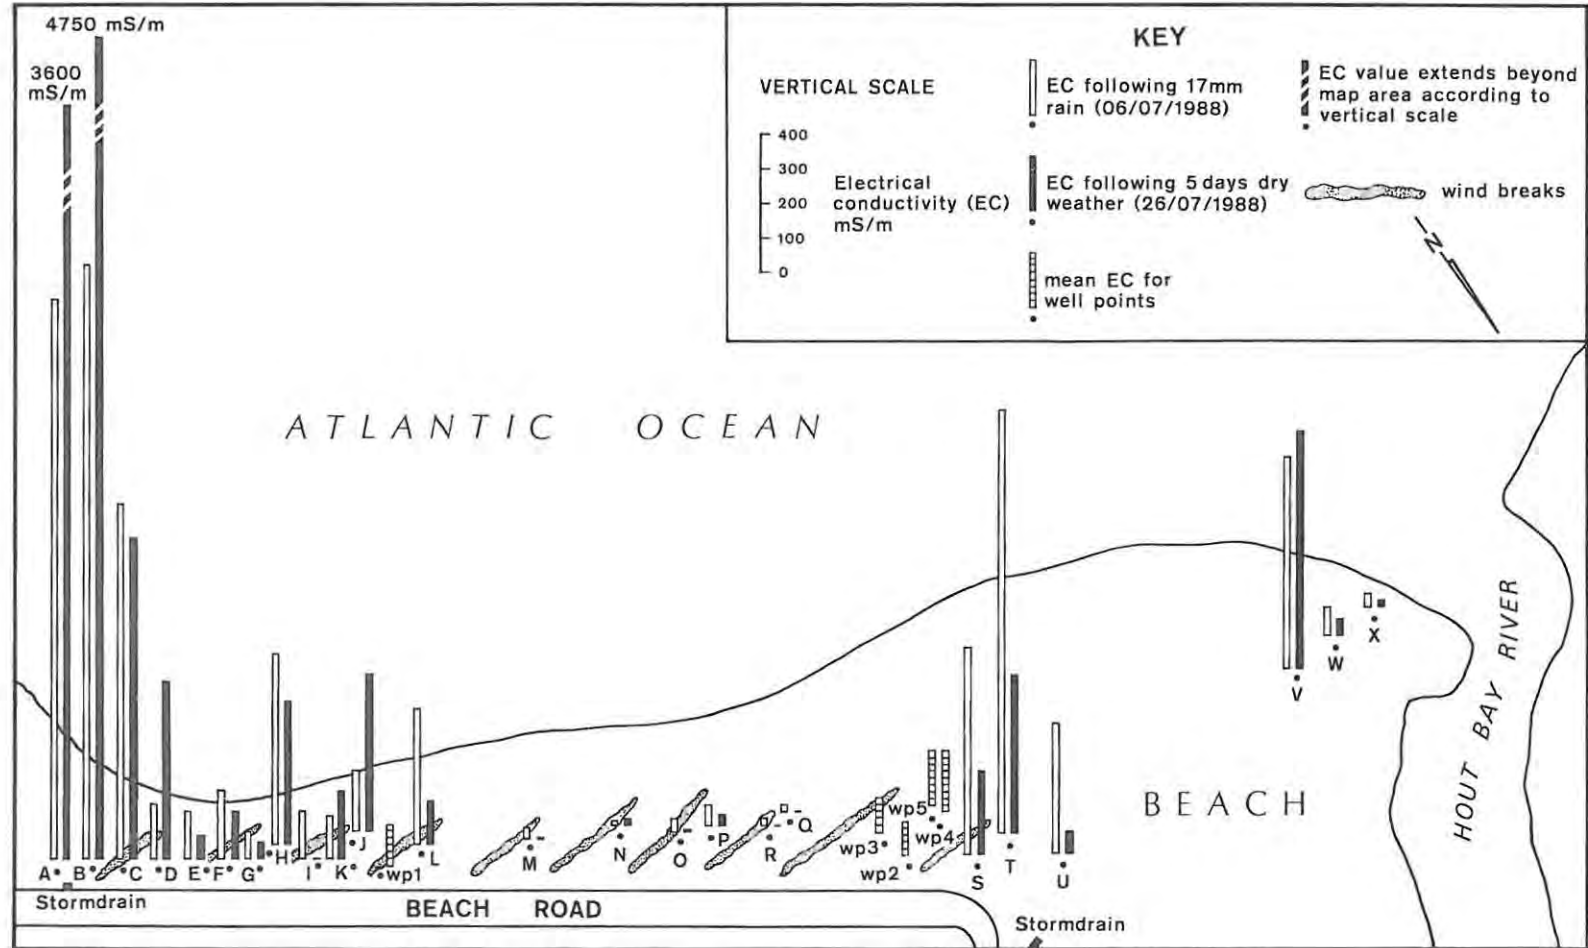 4750 mS/m
3600
mS/m
KEY
VERTICAL SCALE
400
300
200
100
0
Electrical
conductivity (EC)
mS/m
EC following 17mm
rain (06/07/1988)
EC following 5 days dry
weather (26/07/1988)
mean EC for
well points
EC value extends beyond
map area according to
vertical scale
wind breaks
N
ATLANTIC OCEAN
BEACH
HOUT BAY RIVER
A
B
C
D
E
F
G
H
I
K
J
wp1
L
M
N
O
P
R
Q
wp3
wp2
wp5
wp4
S
T
U
V
W
X
Stormdrain
BEACH ROAD
Stormdrain